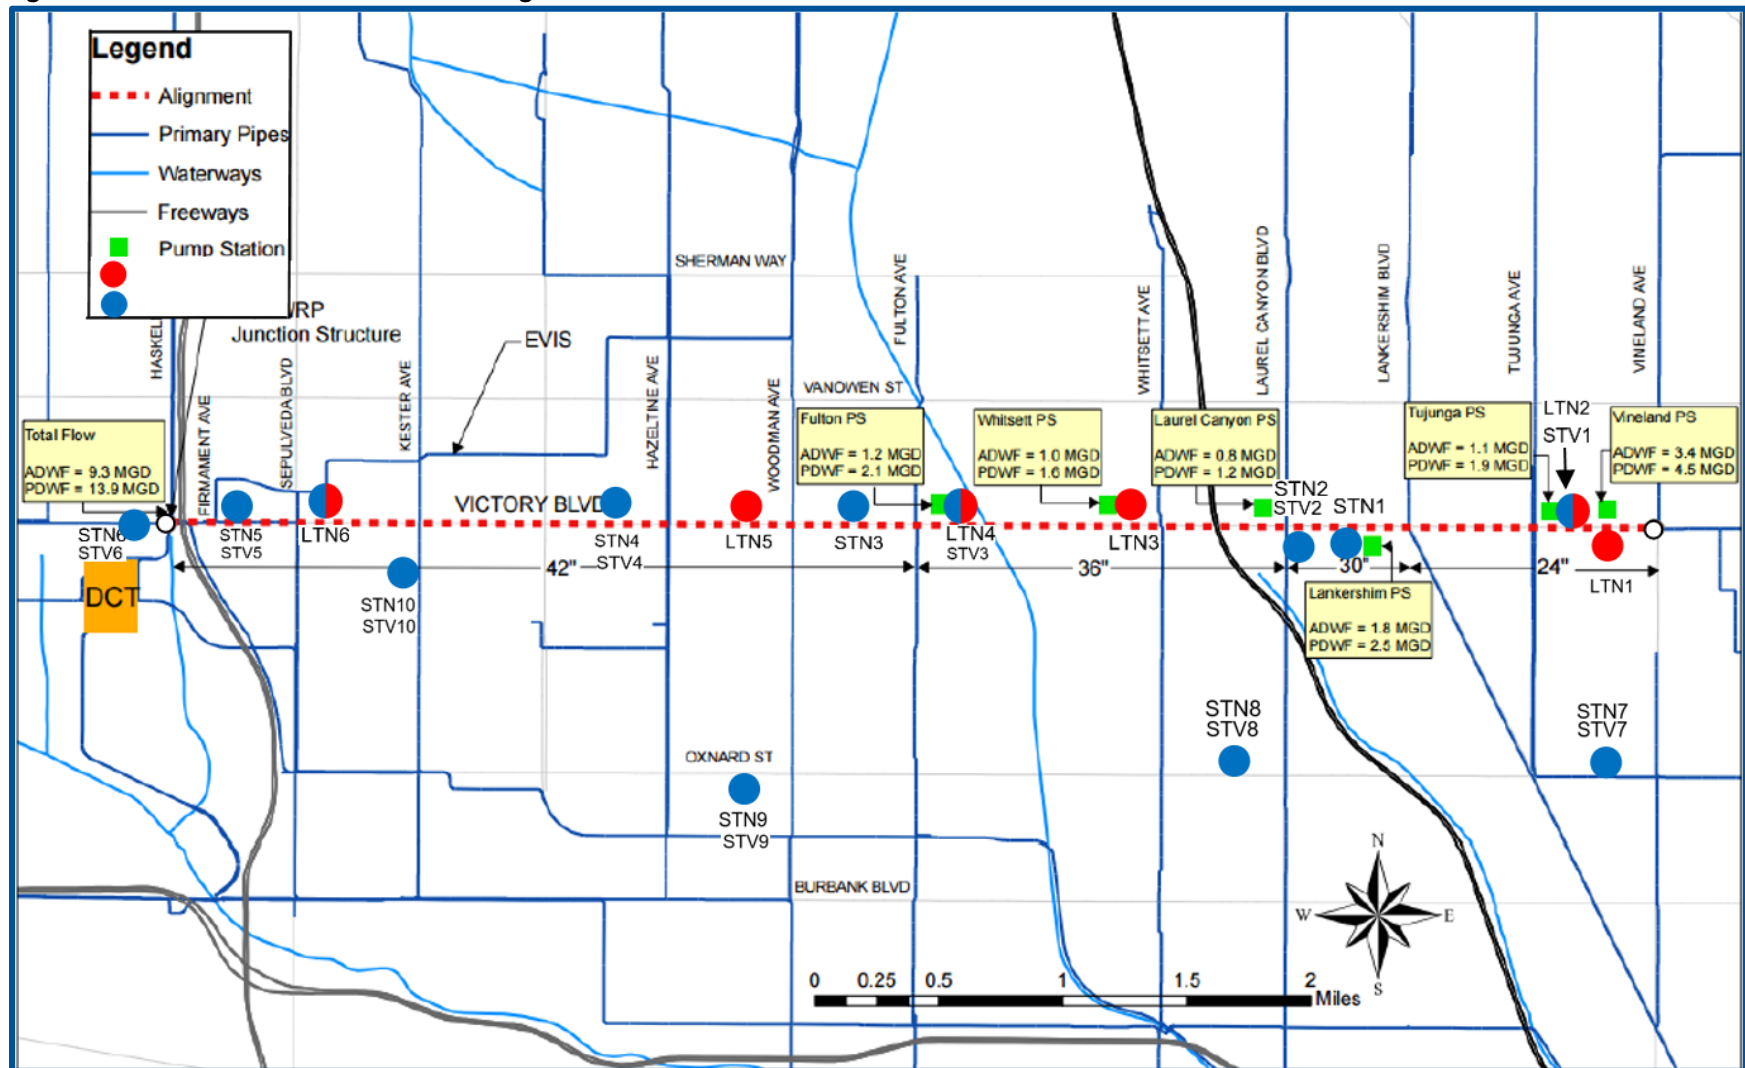 Legend
Alignment
Primary Pipes
Waterways
Freeways
Pump Station
Junction Structure
EVIS
SHERMAN WAY
VANOWEN ST
VICTORY BLVD
OXNARD ST
BURBANK BLVD
FIRMAMENT AVE
SEPULVEDA BLVD
KESTER AVE
HAZELTINE AVE
WOODMAN AVE
FULTON AVE
WHITSETT AVE
LAUREL CANYON BLVD
LANKERSHIM BLVD
TUJUNGA AVE
VINELAND AVE
Total Flow
ADWF = 9.3 MGD
PDWF = 13.9 MGD
Fulton PS
ADWF = 1.2 MGD
PDWF = 2.1 MGD
Whitsett PS
ADWF = 1.0 MGD
PDWF = 1.6 MGD
Laurel Canyon PS
ADWF = 0.8 MGD
PDWF = 1.2 MGD
Tujunga PS
ADWF = 1.1 MGD
PDWF = 1.9 MGD
LTN2
STV1
Vineland PS
ADWF = 3.4 MGD
PDWF = 4.5 MGD
STN6
STV6
STN5
STV5
LTN6
STN4
STV4
LTN5
STN3
LTN4
STV3
LTN3
STN2
STV2
STN1
LTN1
42"
36"
30"
24"
DCT
STN10
STV10
Lankershim PS
ADWF = 1.8 MGD
PDWF = 2.5 MGD
STN8
STV8
STN7
STV7
STN9
STV9
N
W
E
S
0 0.25 0.5 1 1.5 2
Miles